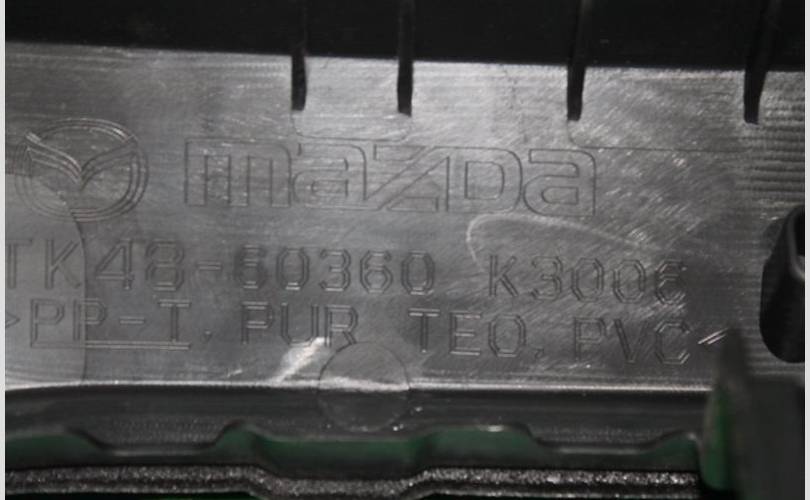 mazda
TK48-60360 K3006
>PP-T, PUR TEO, PVC<